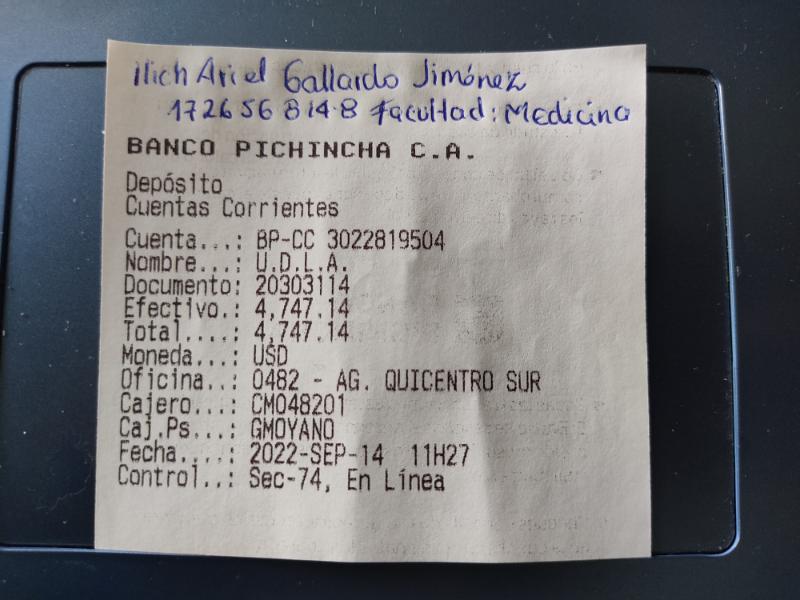 Ilich Ariel Gallardo Jiménez
1726568148 Facultad: Medicina
BANCO PICHINCHA C.A.
Depósito
Cuentas Corrientes
Cuenta...: BP-CC 3022819504
Nombre...: U.D.L.A.
Documento: 20303114
Efectivo.: 4,747.14
Total....: 4,747.14
Moneda...: USD
Oficina..: 0482 - AG. QUICENTRO SUR
Cajero...: CM048201
Caj.Ps...: GMOYANO
Fecha....: 2022-SEP-14 11H27
Control..: Sec-74, En Línea